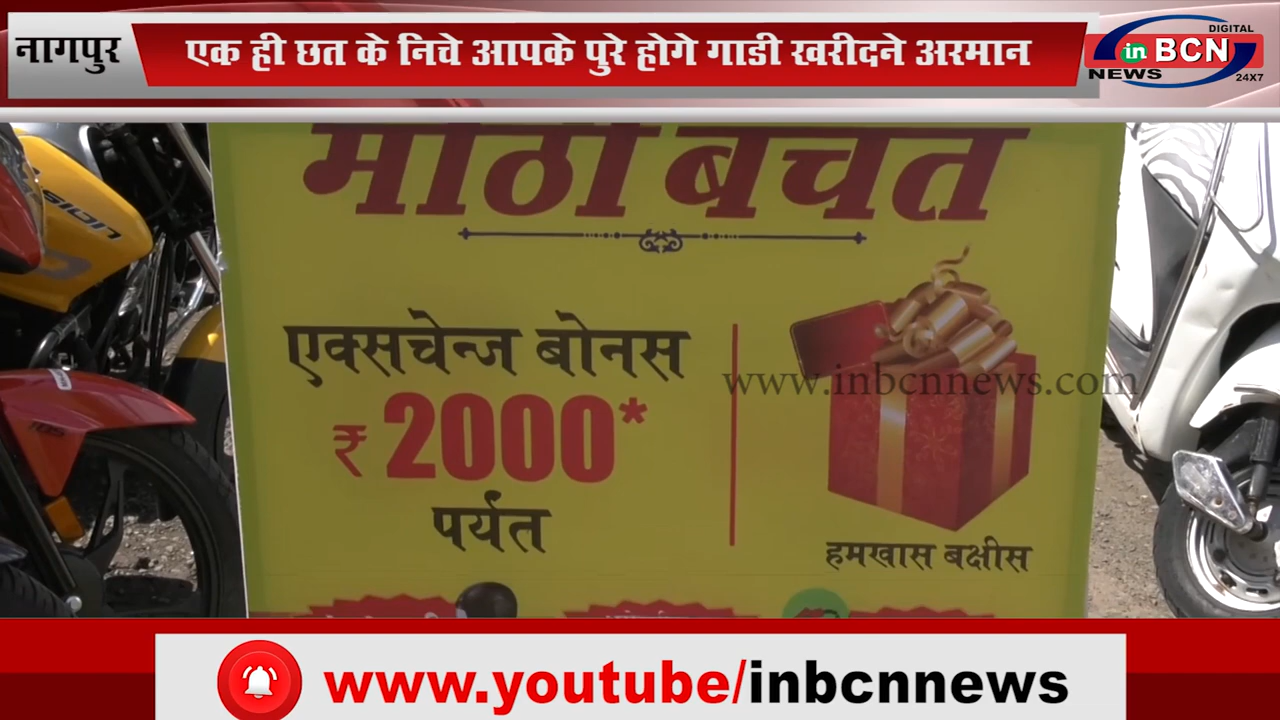 नागपुर
एक ही छत के निचे आपके पुरे होगे गाडी खरीदने अरमान
DIGITAL
in BCN
NEWS
24X7
मोठी बचत
एक्सचेन्ज बोनस
₹ 2000*
पर्यंत
www.inbcnnews.com
हमखास बक्षीस
www.youtube/inbcnnews